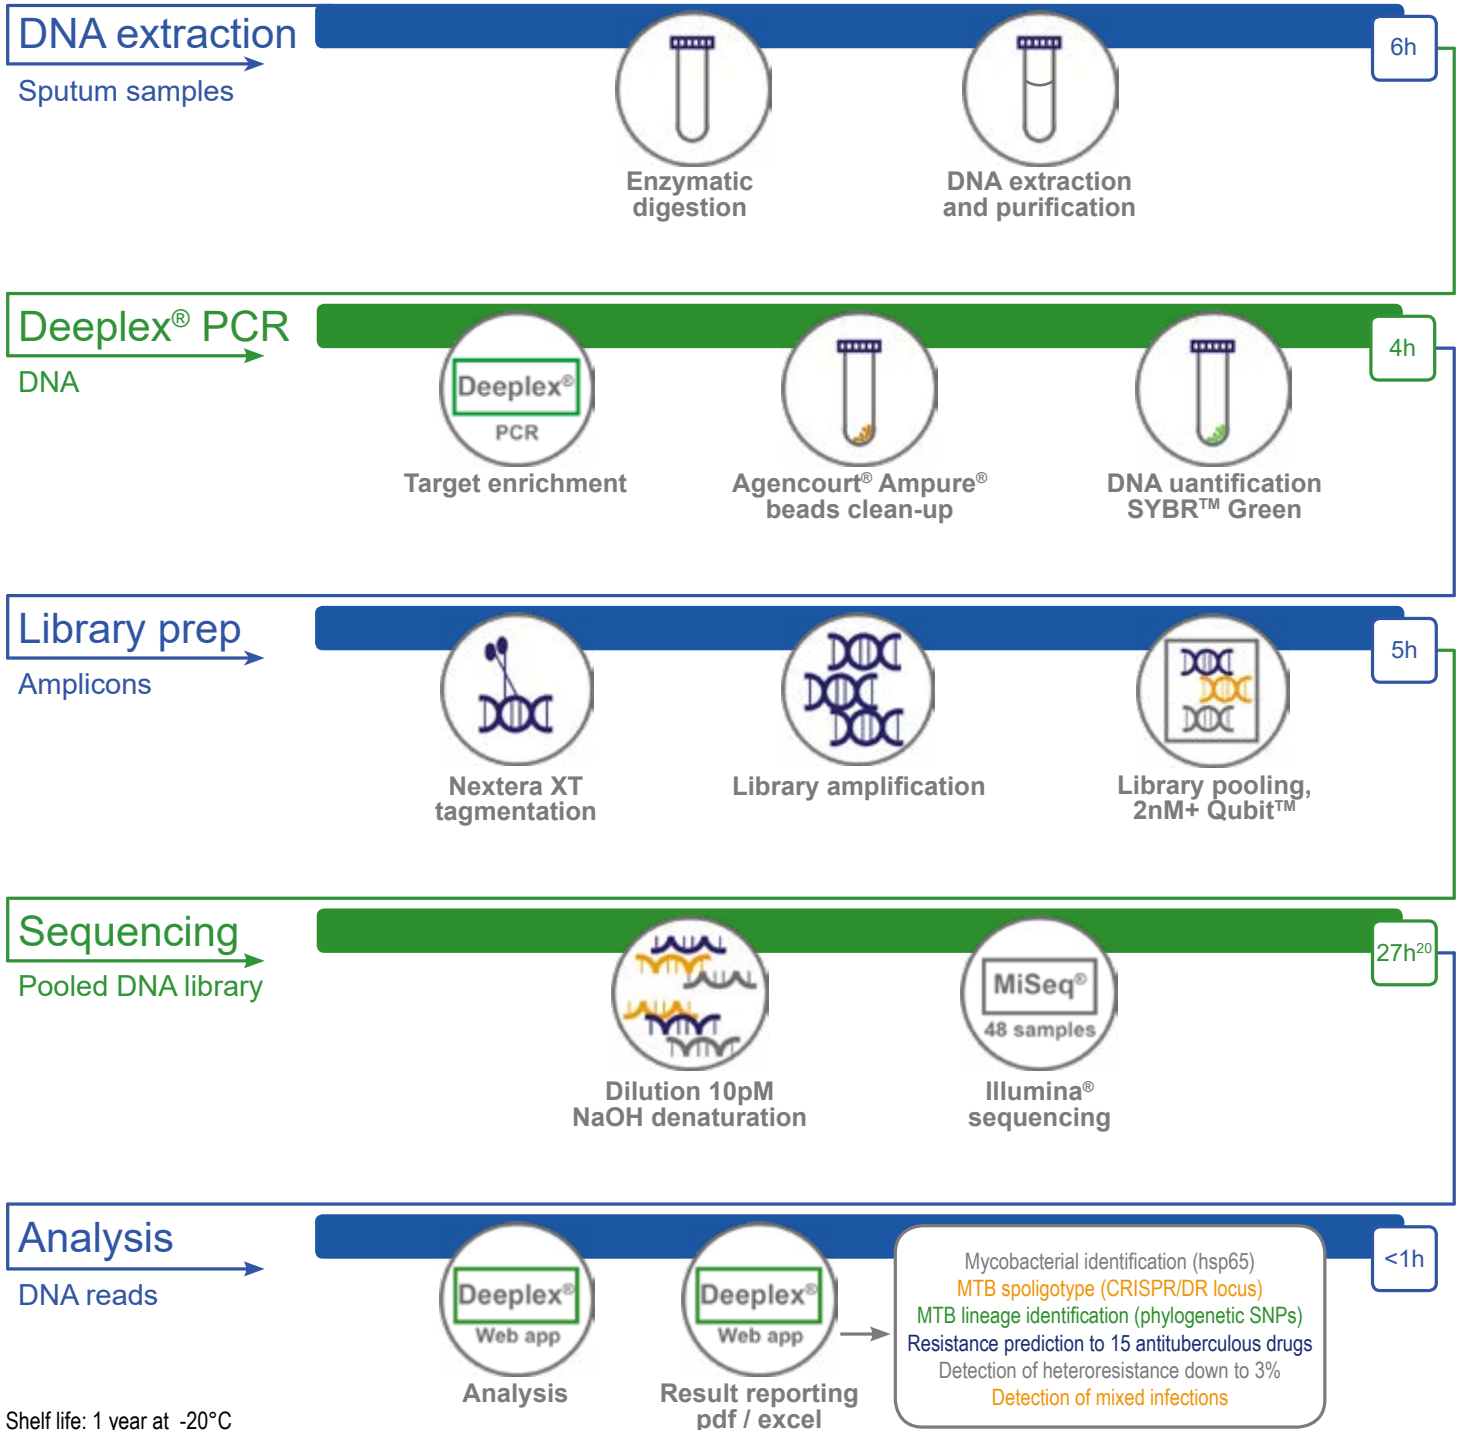 DNA extraction
6h
Sputum samples
Enzymatic
digestion
DNA extraction
and purification
Deeplex® PCR
4h
DNA
Deeplex®
PCR
Target enrichment
Agencourt® Ampure®
beads clean-up
DNA uantification
SYBR™ Green
Library prep
5h
Amplicons
Nextera XT
tagmentation
Library amplification
Library pooling,
2nM+ Qubit™
Sequencing
27h²⁰
Pooled DNA library
MiSeq®
48 samples
Dilution 10pM
NaOH denaturation
Illumina®
sequencing
Analysis
<1h
DNA reads
Deeplex®
Web app
Analysis
Deeplex®
Web app
Result reporting
pdf / excel
Mycobacterial identification (hsp65)
MTB spoligotype (CRISPR/DR locus)
MTB lineage identification (phylogenetic SNPs)
Resistance prediction to 15 antituberculous drugs
Detection of heteroresistance down to 3%
Detection of mixed infections
Shelf life: 1 year at -20°C